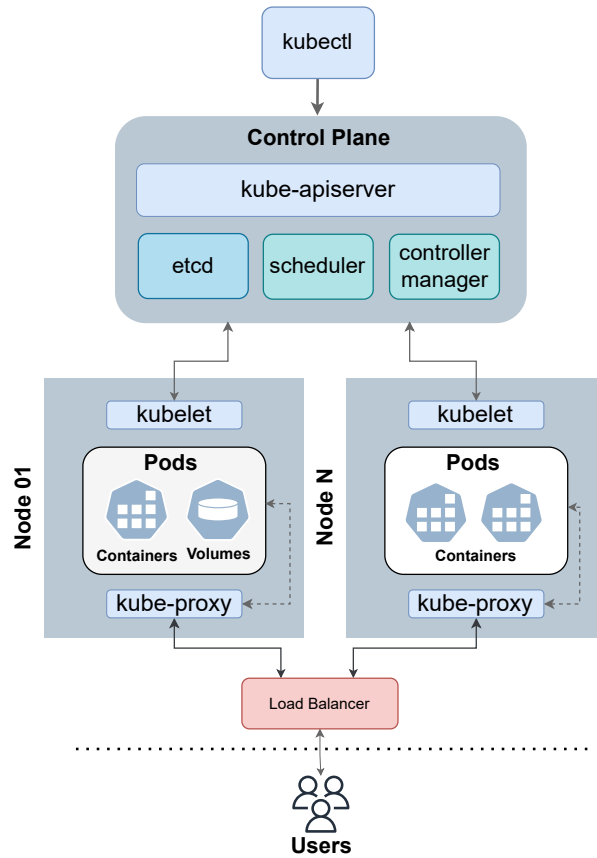 kubectl
Control Plane
kube-apiserver
etcd
scheduler
controller
manager
Node 01
kubelet
Pods
Containers
Volumes
kube-proxy
Node N
kubelet
Pods
Containers
kube-proxy
Load Balancer
Users